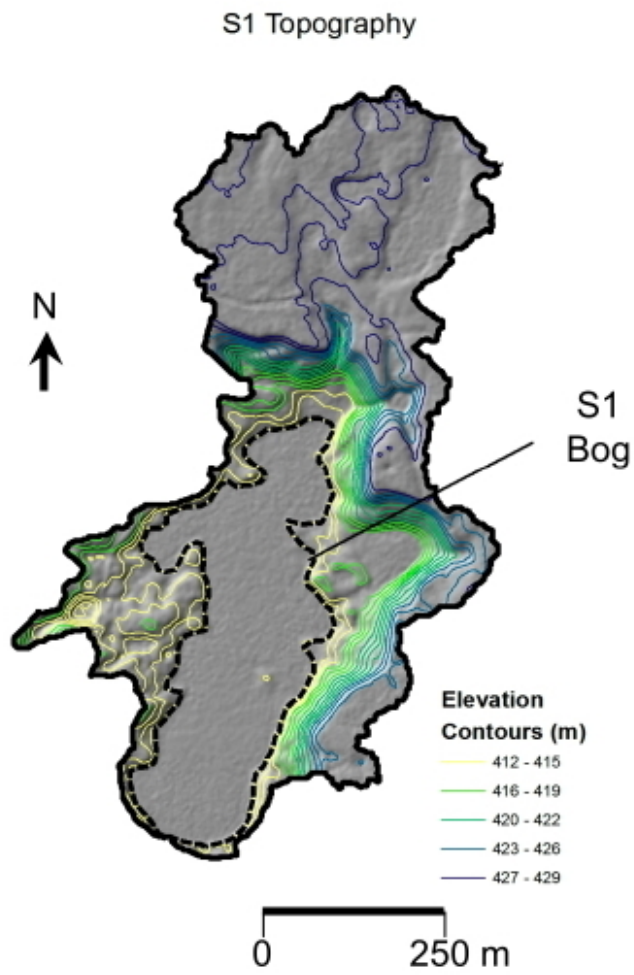 S1 Topography
N
S1
Bog
Elevation
Contours (m)
412 - 415
416 - 419
420 - 422
423 - 426
427 - 429
0 250 m